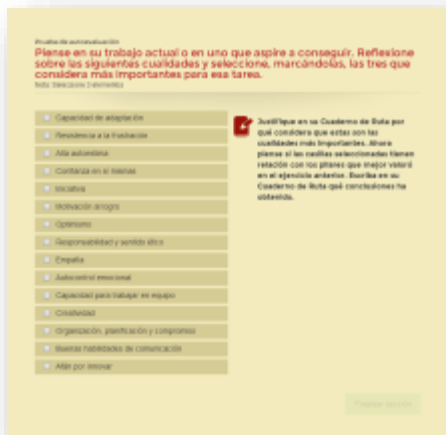 Prueba de autoevaluación
Piense en su trabajo actual o en uno que aspire a conseguir. Reflexione
sobre las siguientes cualidades y seleccione, marcándolas, las tres que
considera más importantes para esa tarea.
Nota: Seleccione 3 elementos
Capacidad de adaptación
Resistencia a la frustración
Alta autoestima
Confianza en sí mismas
Iniciativa
Motivación al logro
Optimismo
Responsabilidad y sentido ético
Empatía
Autocontrol emocional
Capacidad para trabajar en equipo
Creatividad
Organización, planificación y compromiso
Buenas habilidades de comunicación
Afán por innovar
Justifique en su Cuaderno de Ruta por
qué considera que estas son las
cualidades más importantes. Ahora
piense si las casillas seleccionadas tienen
relación con los pilares que mejor valoró
en el ejercicio anterior. Escriba en su
Cuaderno de Ruta qué conclusiones ha
obtenido.